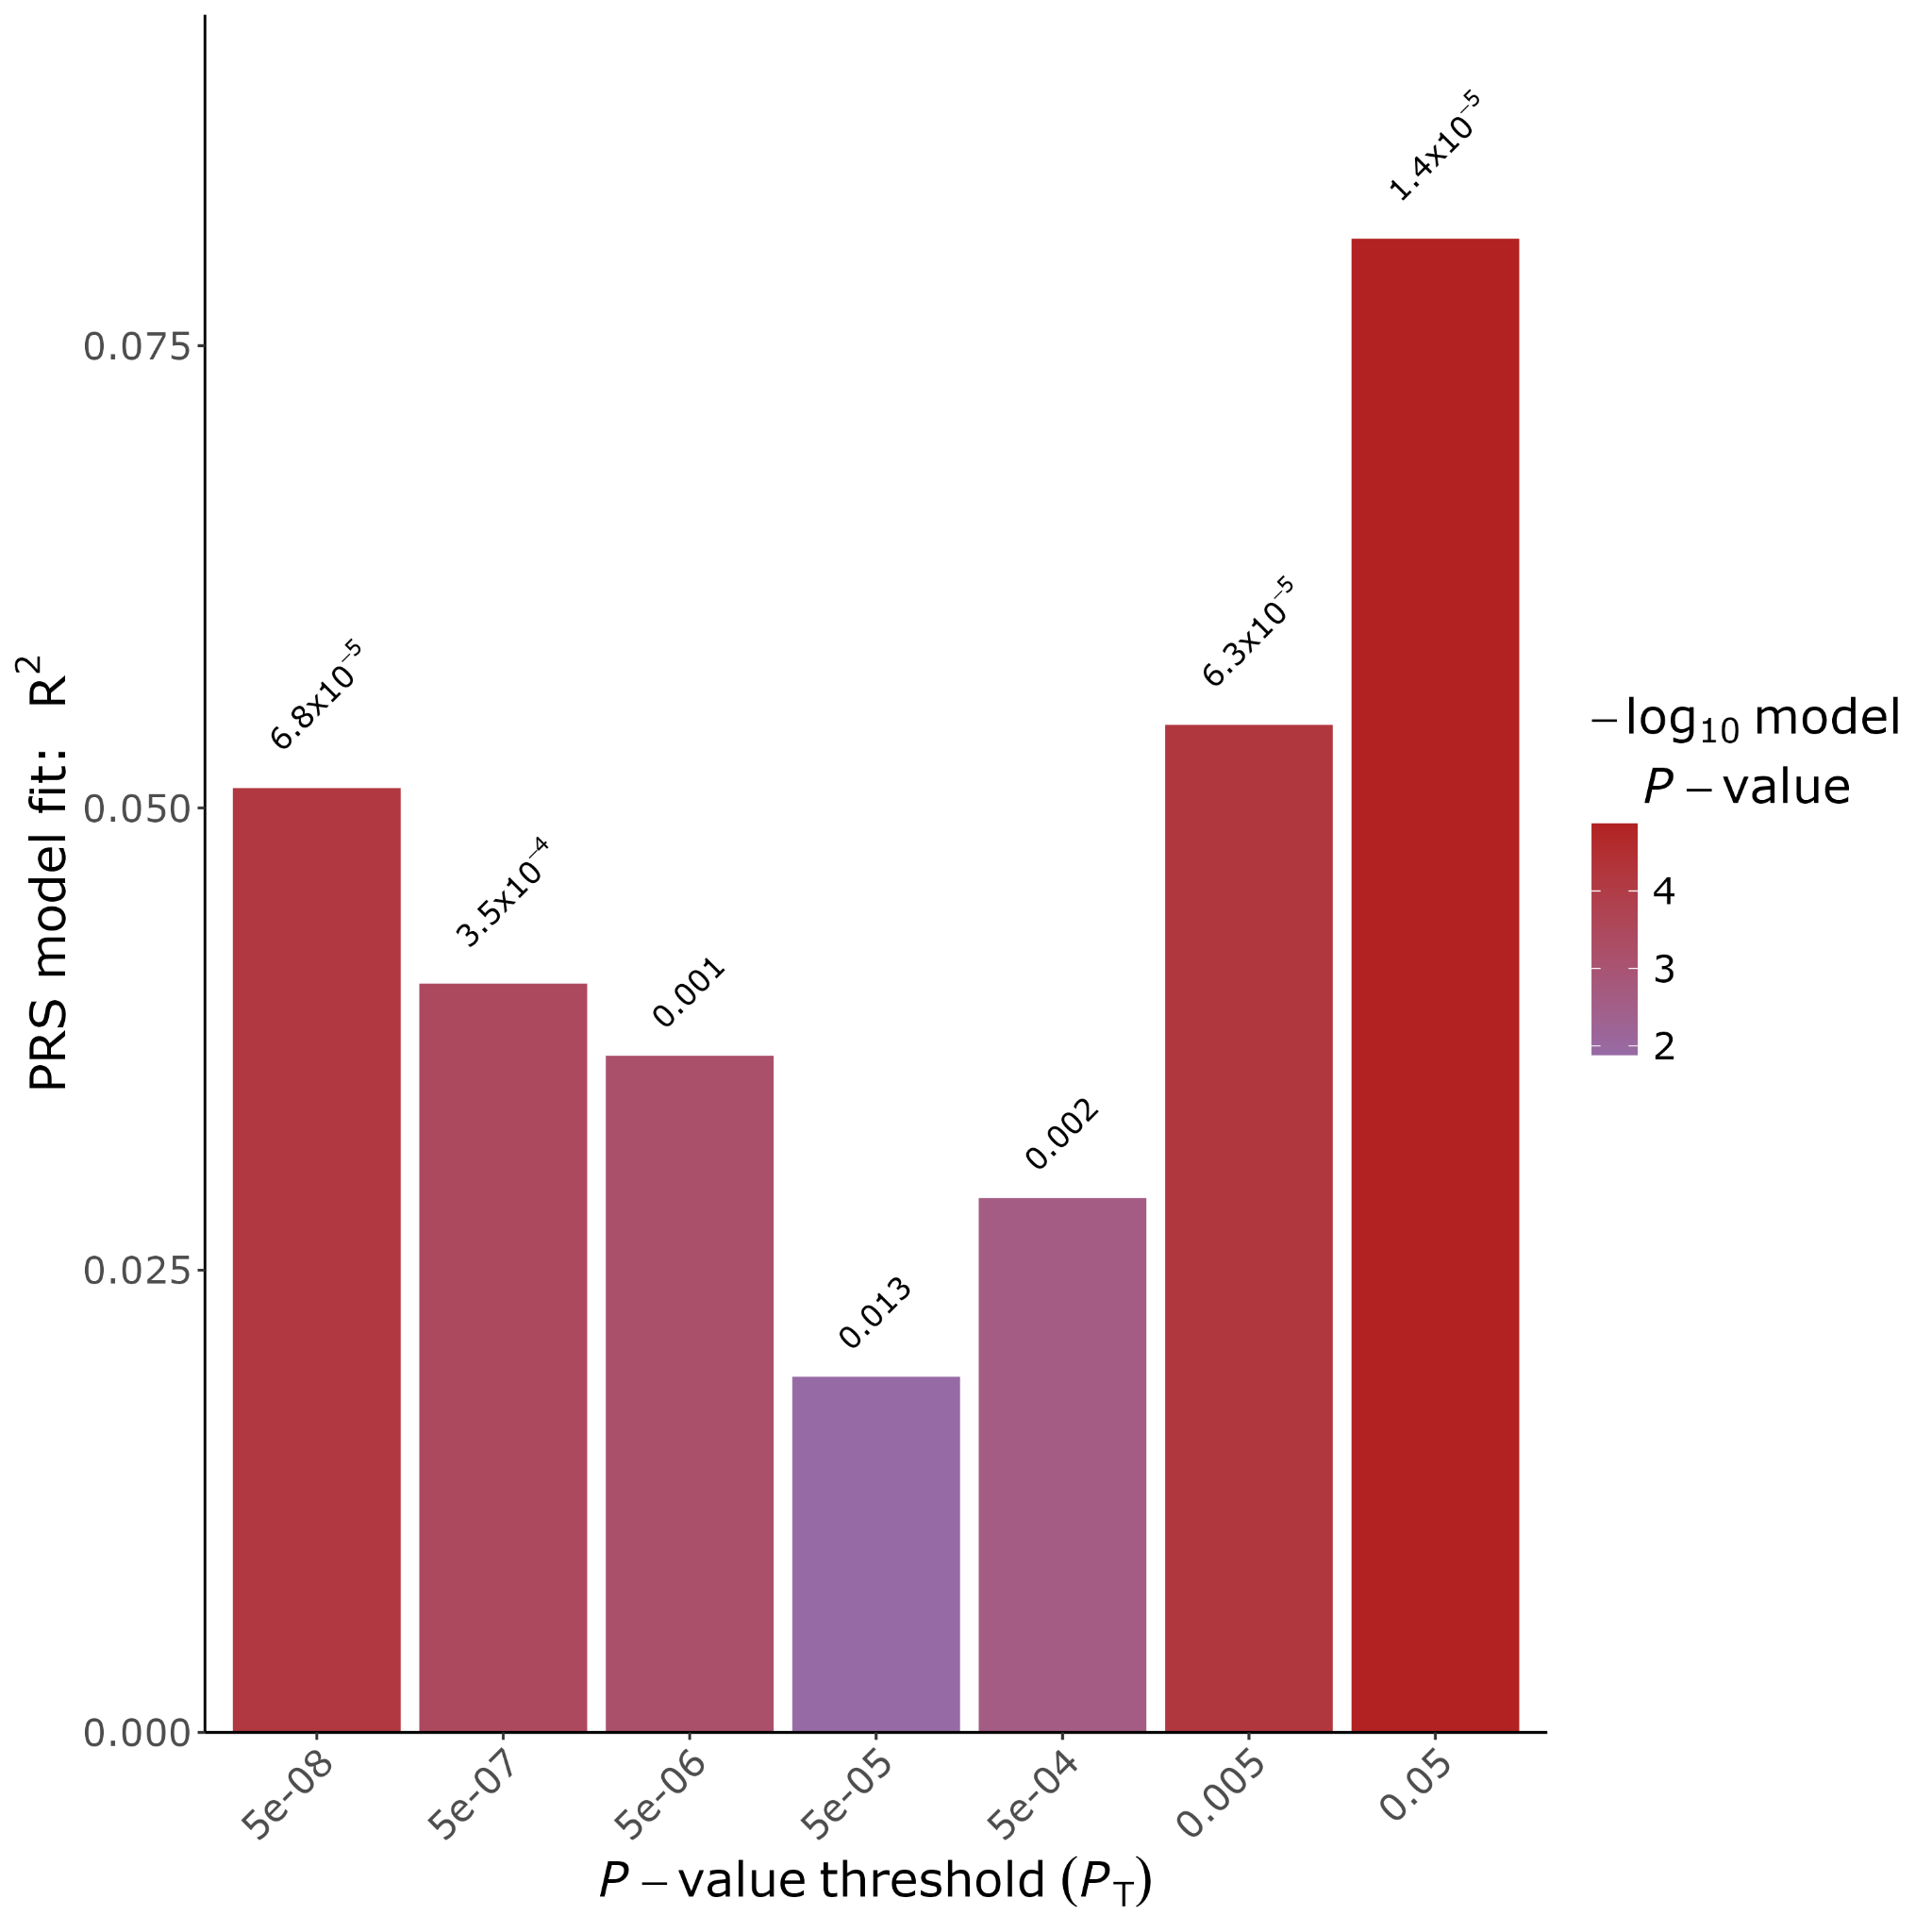 PRS model fit: R²
0.075
0.050
0.025
0.000
6.8x10⁻⁵
3.5x10⁻⁴
0.001
0.013
0.002
6.3x10⁻⁵
1.4x10⁻⁵
5e-08
5e-07
5e-06
5e-05
5e-04
0.005
0.05
P – value threshold (P_T)
– log₁₀ model
P – value
4
3
2